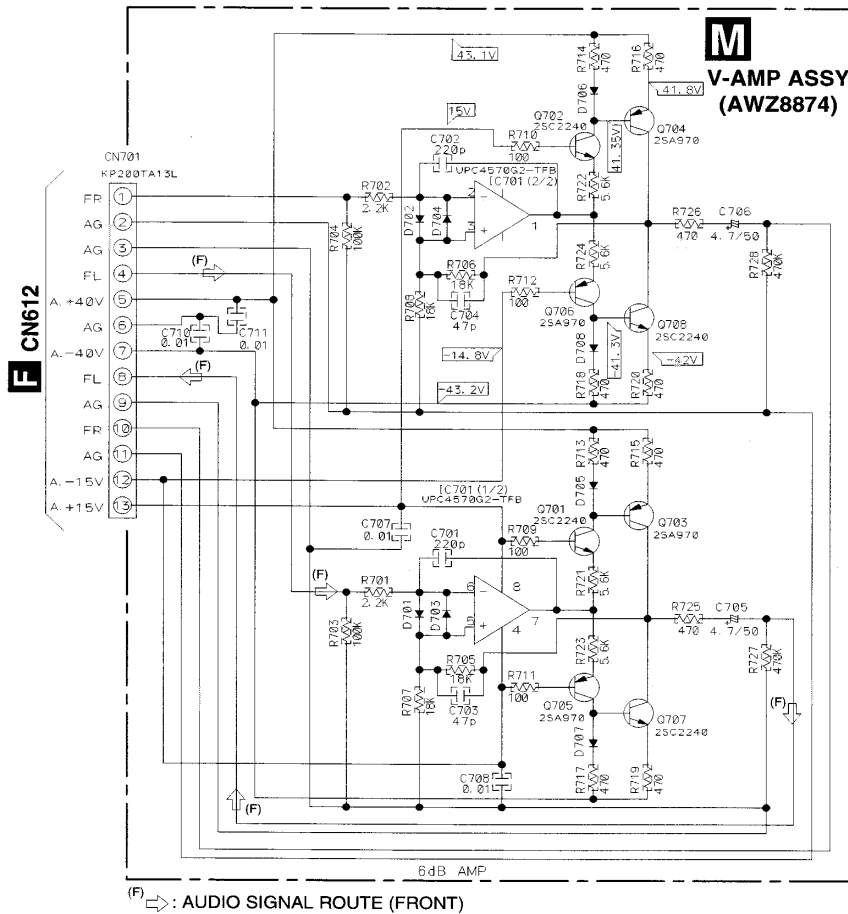 M
V-AMP ASSY
(AWZ8874)
43.1V
R714
470
R716
470
D706
41.8V
15V
Q702
2SC2240
Q704
2SA970
41.35V
C702
220p
R710
100
UPC4570G2-TFB
IC701(2/2)
R722
5.6K
CN701
KP200TA13L
R702
2.2K
FR 1
AG 2
AG 3
FL 4
A.+40V 5
AG 6
A.-40V 7
FL 8
AG 9
FR 10
AG 11
A.-15V 12
A.+15V 13
F CN612
R704
100K
D702
D704
2
3
1
R726
470
C706
4.7/50
R728
470K
(F)
R706
18K
R708
18K
C704
47p
R712
100
R724
5.6K
Q706
2SA970
Q708
2SC2240
C710
0.01
C711
0.01
D708
-41.3V
-42V
-14.8V
-43.2V
R718
470
R720
470
(F)
R713
470
R715
470
D705
IC701(1/2)
UPC4570G2-TFB
Q701
2SC2240
Q703
2SA970
C707
0.01
C701
220p
R709
100
R721
5.6K
(F)
R701
2.2K
R703
100K
D701
D703
6
5
8
4
7
R725
470
C705
4.7/50
R727
470K
(F)
R705
18K
R707
18K
C703
47p
R711
100
R723
5.6K
Q705
2SA970
Q707
2SC2240
D707
C708
0.01
R717
470
R719
470
(F)
6dB AMP
(F) : AUDIO SIGNAL ROUTE (FRONT)